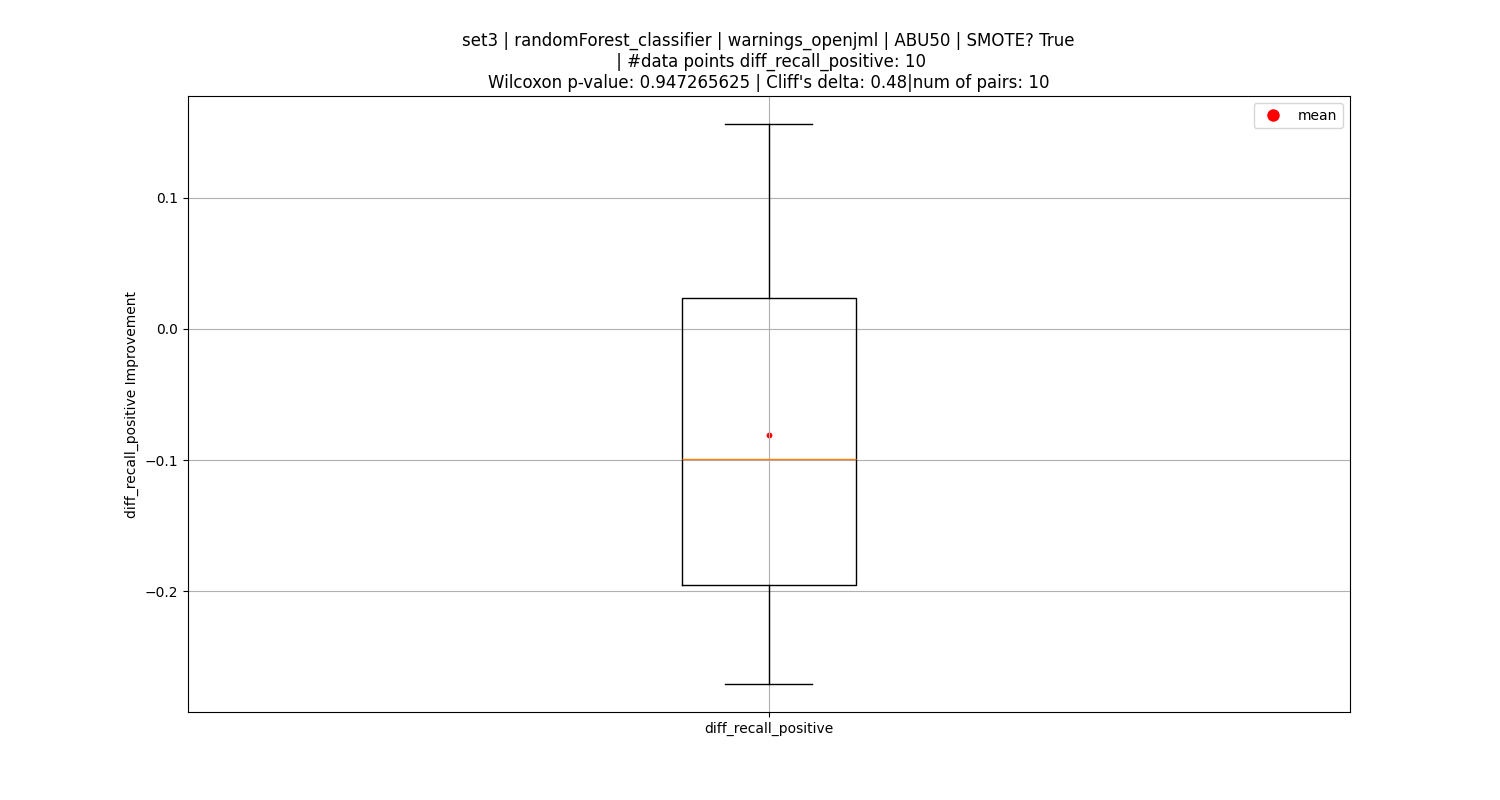 set3 | randomForest_classifier | warnings_openjml | ABU50 | SMOTE? True
| #data points diff_recall_positive: 10
Wilcoxon p-value: 0.947265625 | Cliff's delta: 0.48|num of pairs: 10
mean
0.1
0.0
−0.1
−0.2
diff_recall_positive Improvement
diff_recall_positive